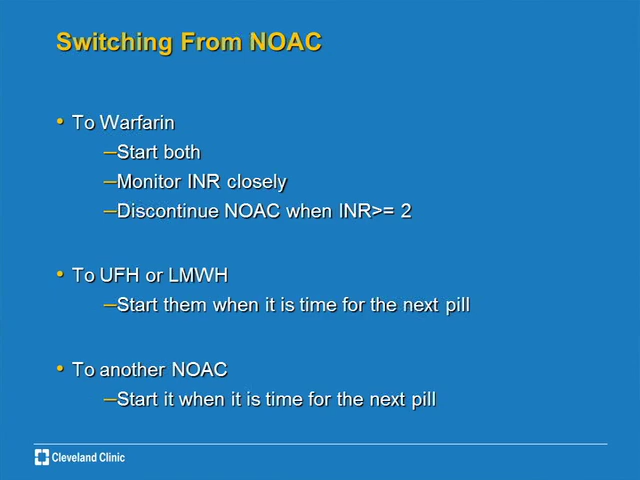 Switching From NOAC
• To Warfarin
–Start both
–Monitor INR closely
–Discontinue NOAC when INR>= 2
• To UFH or LMWH
–Start them when it is time for the next pill
• To another NOAC
–Start it when it is time for the next pill
Cleveland Clinic